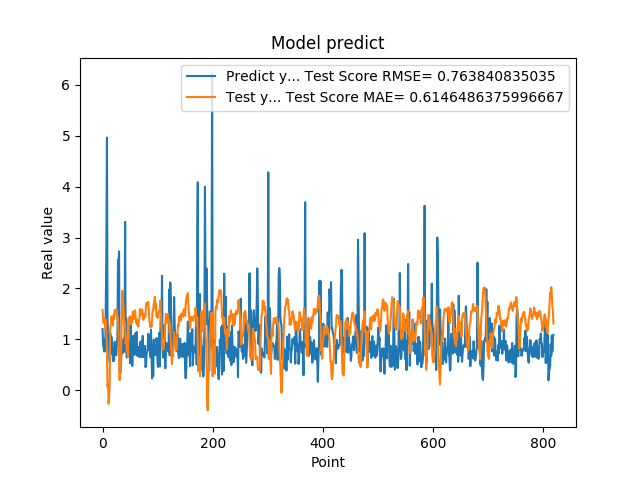 Model predict
Predict y... Test Score RMSE= 0.763840835035
Test y... Test Score MAE= 0.6146486375996667
6
5
4
3
2
1
0
Real value
0 200 400 600 800
Point